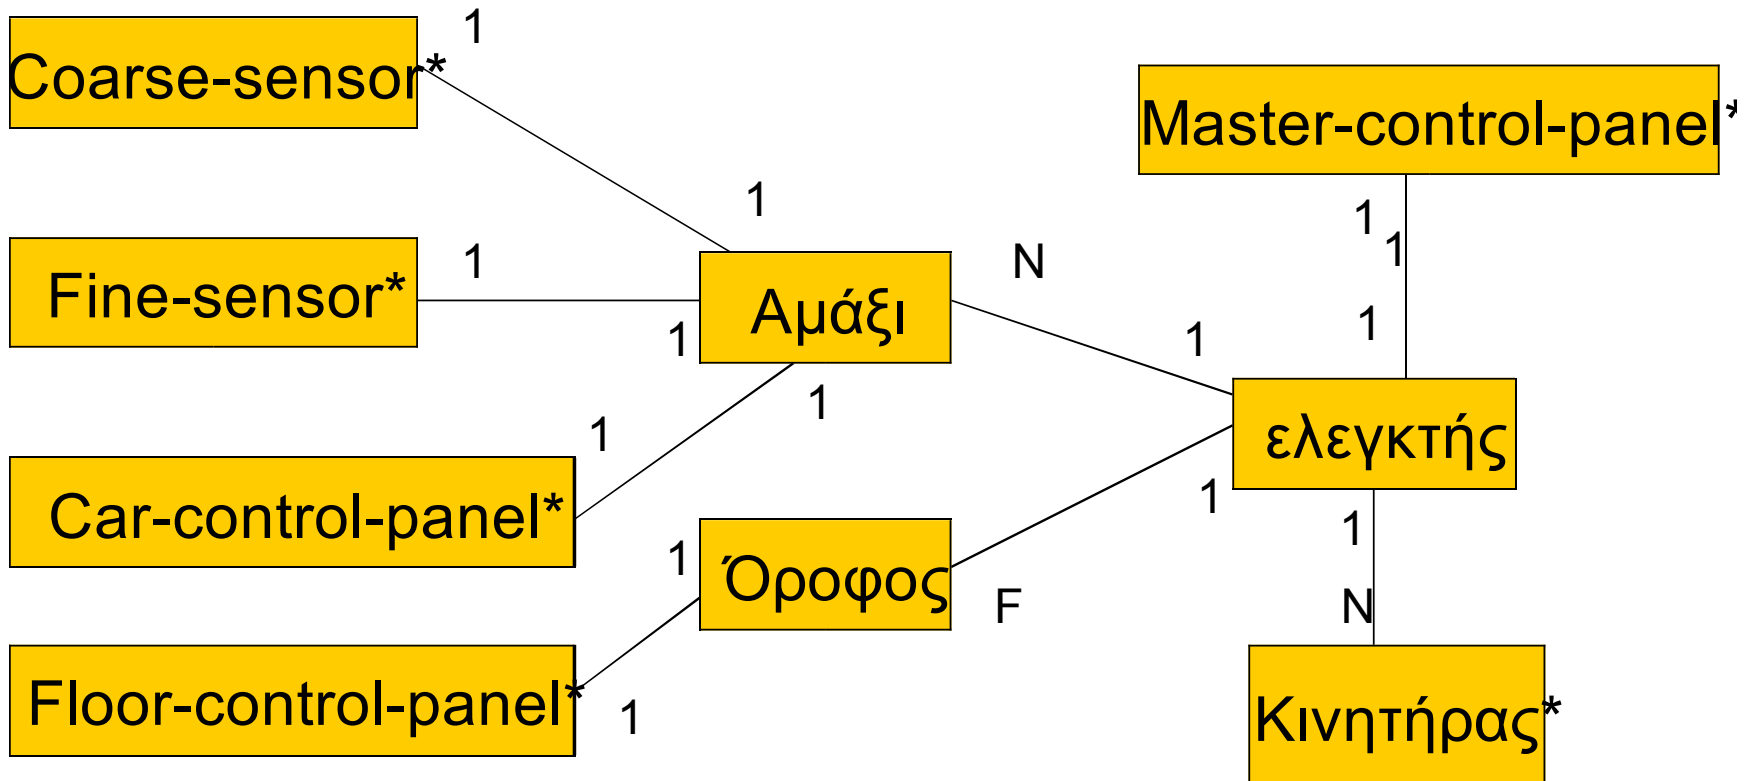 1
Coarse-sensor*
Master-control-panel*
1
1
1
1
Fine-sensor*
N
Αμάξι
1
1
1
1
1
ελεγκτής
Car-control-panel*
1
1
1
Όροφος
F
N
Floor-control-panel*
1
Κινητήρας*